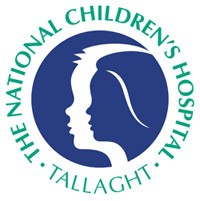 · THE NATIONAL CHILDREN'S HOSPITAL ·
TALLAGHT